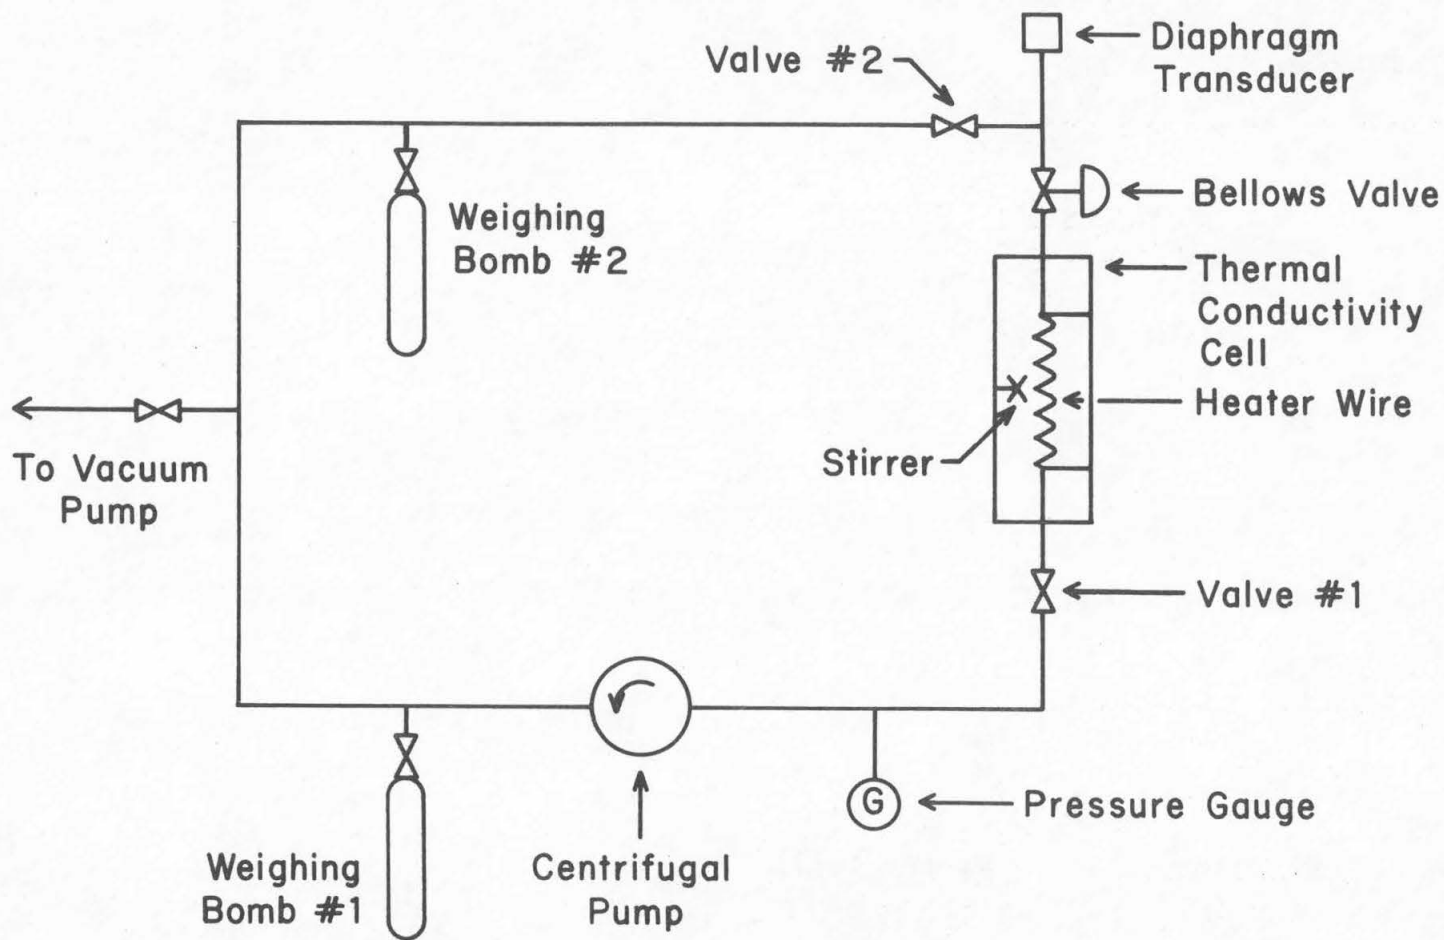 Valve #2
Diaphragm
Transducer
Weighing
Bomb #2
Bellows Valve
Thermal
Conductivity
Cell
Heater Wire
Stirrer
To Vacuum
Pump
Valve #1
G
Pressure Gauge
Weighing
Bomb #1
Centrifugal
Pump